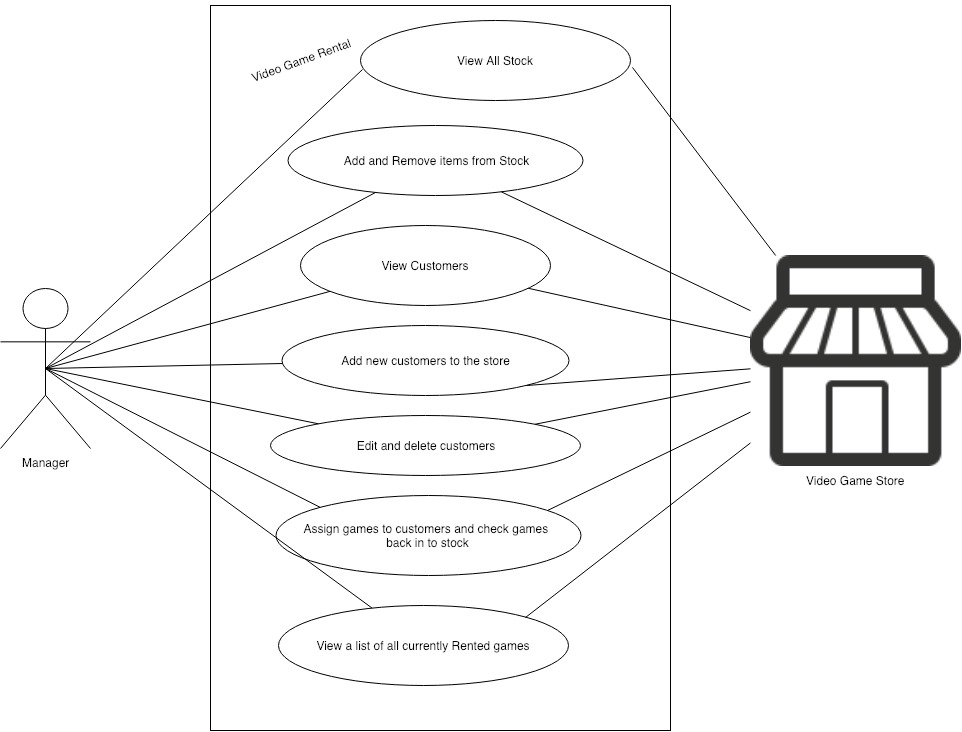 Video Game Rental
View All Stock
Add and Remove items from Stock
View Customers
Add new customers to the store
Edit and delete customers
Assign games to customers and check games
back in to stock
View a list of all currently Rented games
Manager
Video Game Store